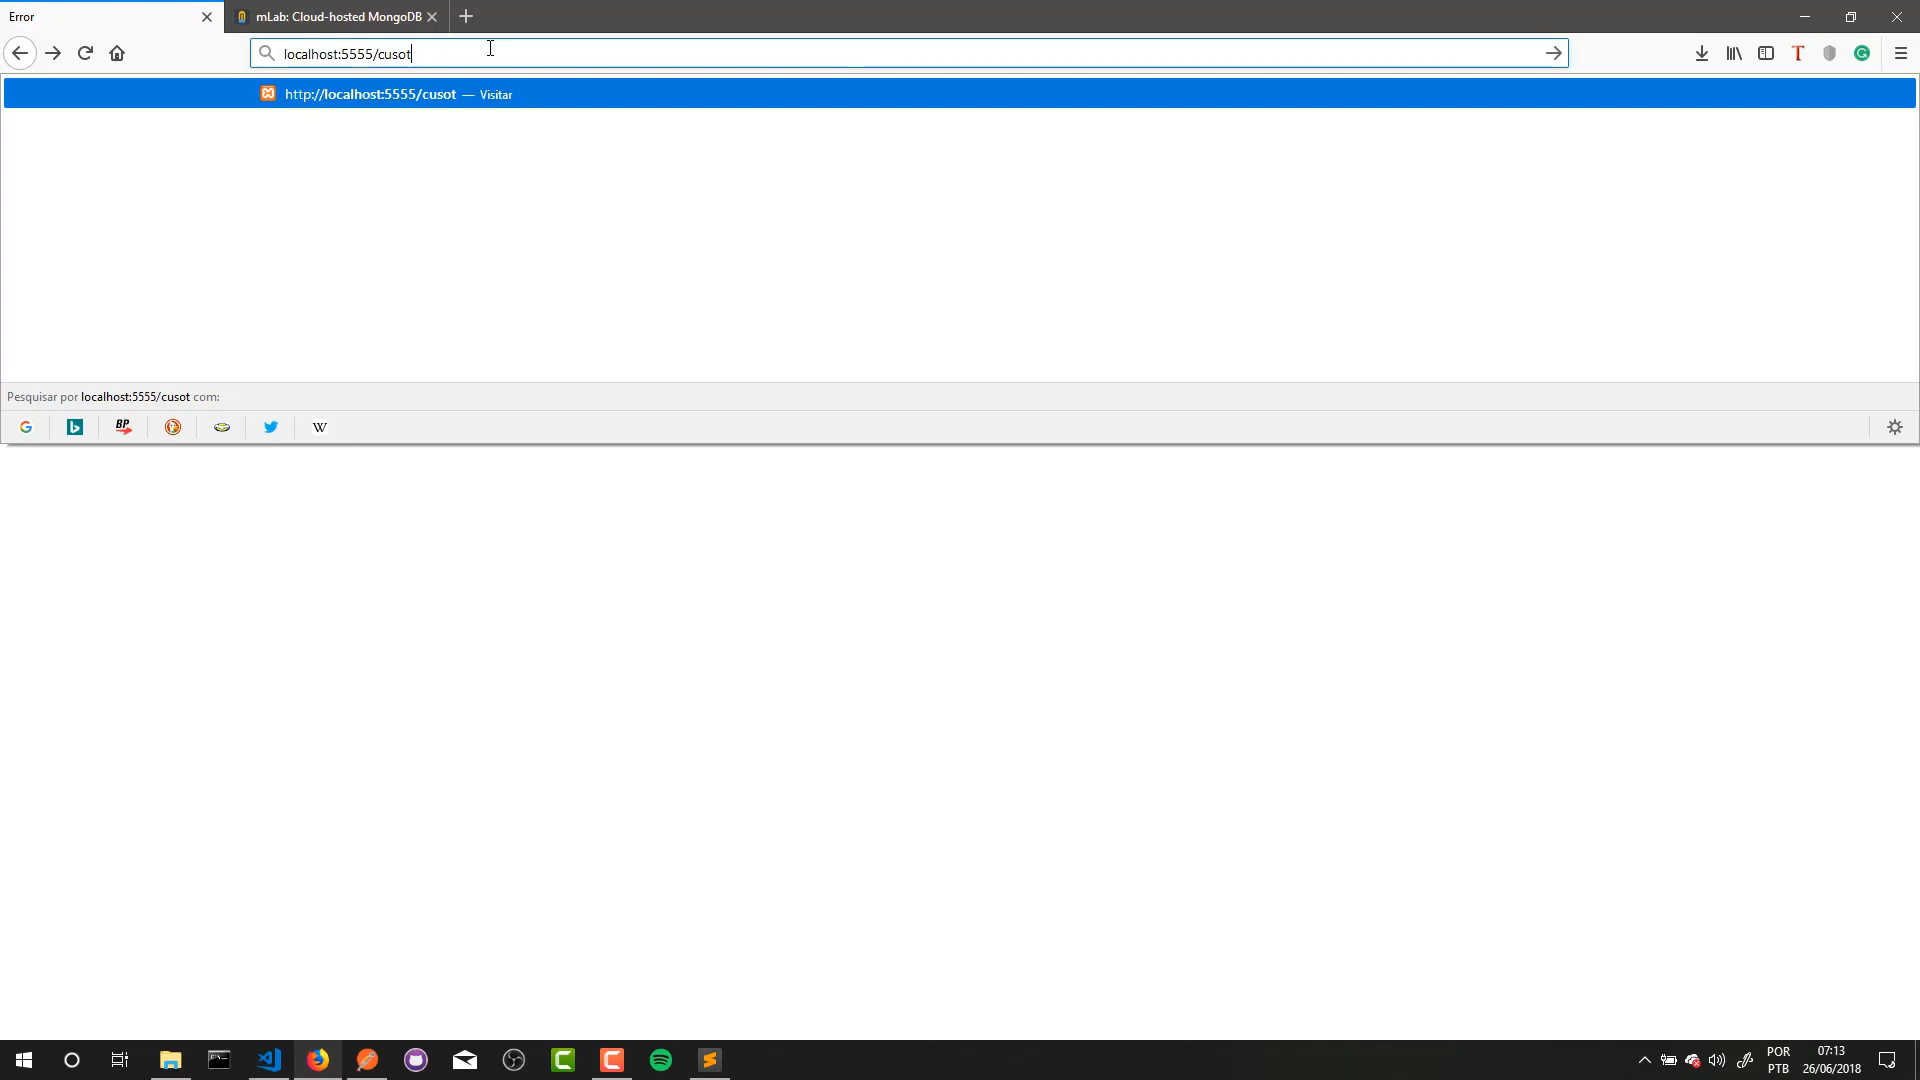 Error
mLab: Cloud-hosted MongoDB
localhost:5555/cusot
http://localhost:5555/cusot — Visitar
Pesquisar por localhost:5555/cusot com:
POR
PTB
07:13
26/06/2018